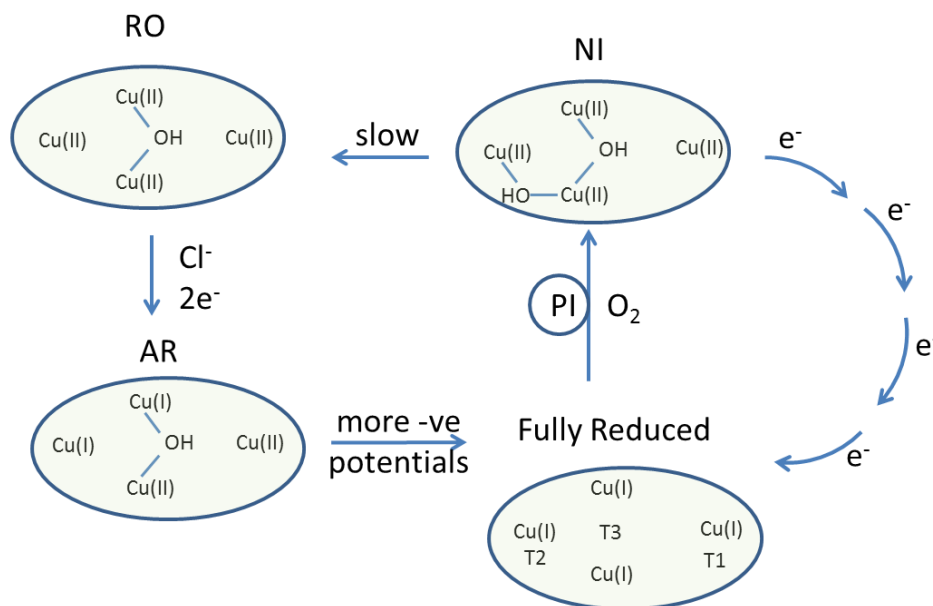 RO
Cu(II)
Cu(II)
OH
Cu(II)
Cu(II)
slow
NI
Cu(II)
Cu(II)
OH
Cu(II)
HO
Cu(II)
e-
e-
e
e-
Cl-
2e-
PI
O2
AR
Cu(I)
Cu(I)
OH
Cu(II)
Cu(II)
more -ve
potentials
Fully Reduced
Cu(I)
Cu(I)
T3
Cu(I)
T2
T1
Cu(I)